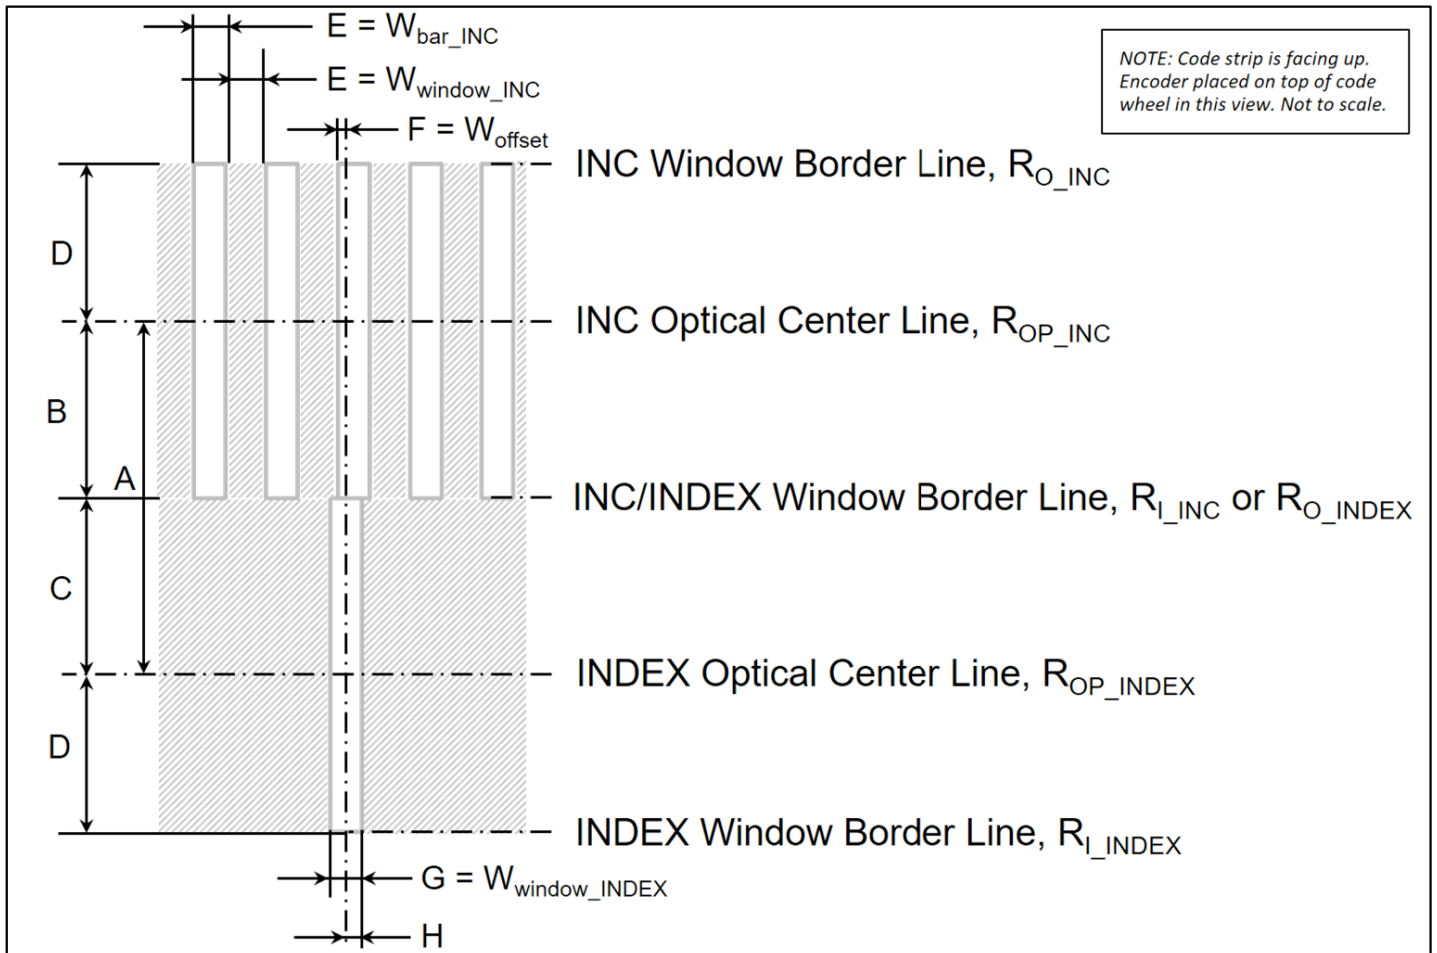 E = Wbar_INC
E = Wwindow_INC
F = Woffset
NOTE: Code strip is facing up.
Encoder placed on top of code
wheel in this view. Not to scale.
INC Window Border Line, RO_INC
D
INC Optical Center Line, ROP_INC
B
A
INC/INDEX Window Border Line, RI_INC or RO_INDEX
C
INDEX Optical Center Line, ROP_INDEX
D
INDEX Window Border Line, RI_INDEX
G = Wwindow_INDEX
H